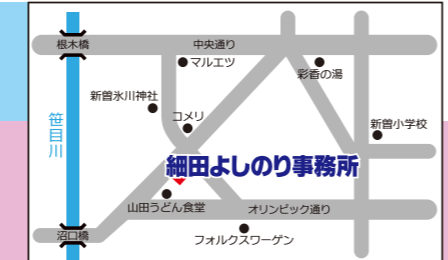 根木橋
中央通り
マルエツ
彩香の湯
新曽氷川神社
コメリ
新曽小学校
笹目川
細田よしのり事務所
山田うどん食堂
オリンピック通り
沼口橋
フォルクスワーゲン